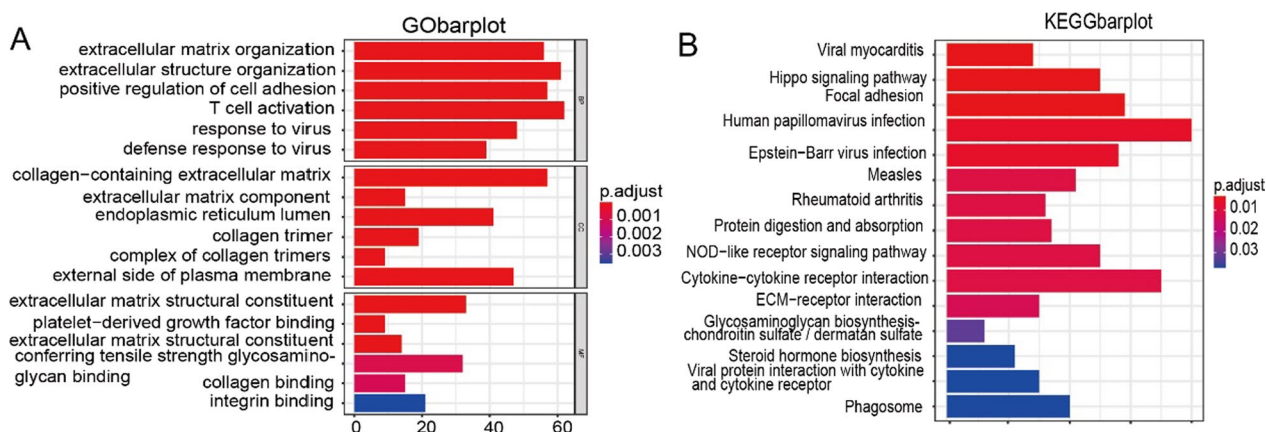 A
GObarplot
extracellular matrix organization
extracellular structure organization
positive regulation of cell adhesion
T cell activation
response to virus
defense response to virus
BP
collagen−containing extracellular matrix
extracellular matrix component
endoplasmic reticulum lumen
collagen trimer
complex of collagen trimers
external side of plasma membrane
CC
extracellular matrix structural constituent
platelet−derived growth factor binding
extracellular matrix structural constituent
conferring tensile strength glycosamino-
glycan binding
collagen binding
integrin binding
MF
0 20 40 60
p.adjust
0.001
0.002
0.003
B
KEGGbarplot
Viral myocarditis
Hippo signaling pathway
Focal adhesion
Human papillomavirus infection
Epstein−Barr virus infection
Measles
Rheumatoid arthritis
Protein digestion and absorption
NOD−like receptor signaling pathway
Cytokine−cytokine receptor interaction
ECM−receptor interaction
Glycosaminoglycan biosynthesis-
chondroitin sulfate / dermatan sulfate
Steroid hormone biosynthesis
Viral protein interaction with cytokine
and cytokine receptor
Phagosome
p.adjust
0.01
0.02
0.03